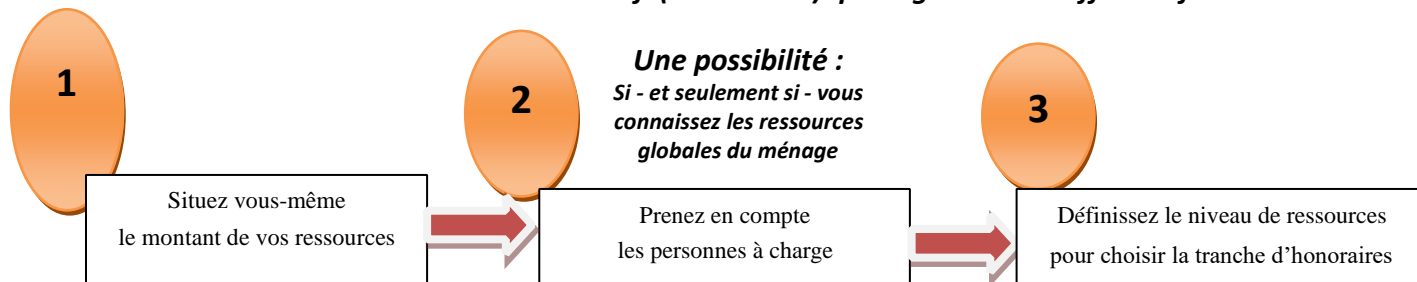 1
Situez vous-même
le montant de vos ressources
2
Une possibilité :
Si - et seulement si - vous
connaissez les ressources
globales du ménage
Prenez en compte
les personnes à charge
3
Définissez le niveau de ressources
pour choisir la tranche d’honoraires